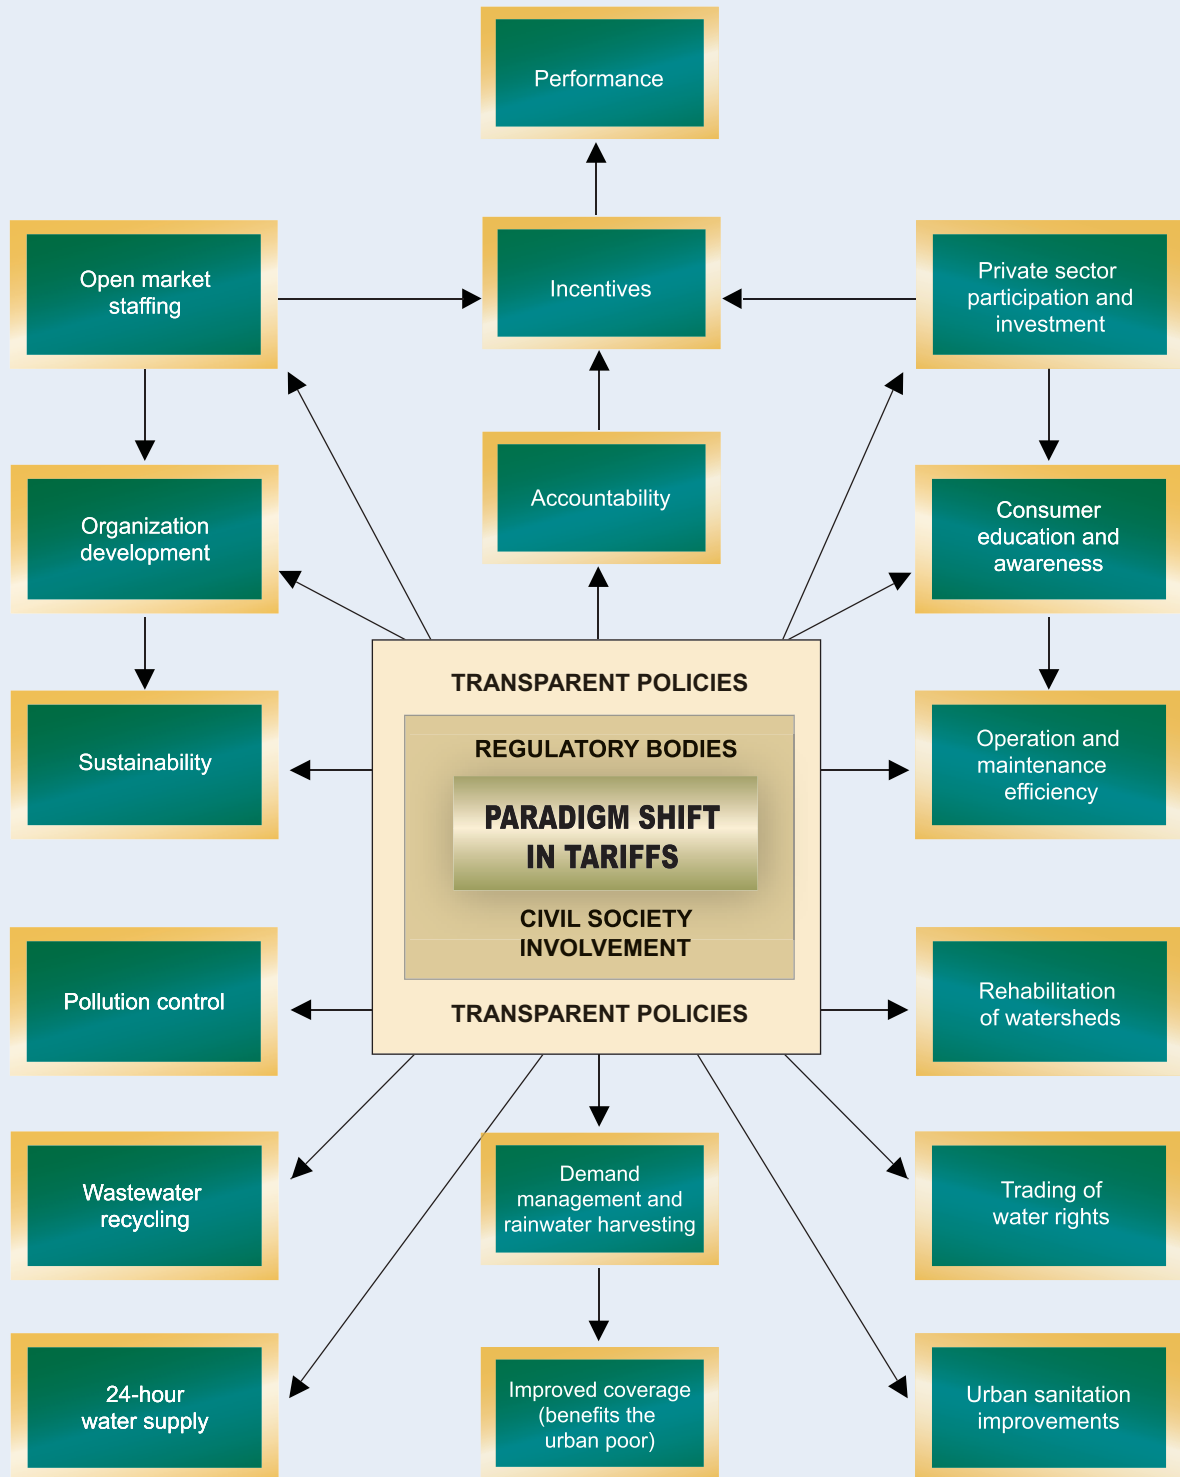 Performance
Open market
staffing
Incentives
Private sector
participation and
investment
Organization
development
Accountability
Consumer
education and
awareness
TRANSPARENT POLICIES
REGULATORY BODIES
PARADIGM SHIFT
IN TARIFFS
CIVIL SOCIETY
INVOLVEMENT
TRANSPARENT POLICIES
Sustainability
Operation and
maintenance
efficiency
Pollution control
Rehabilitation
of watersheds
Wastewater
recycling
Demand
management and
rainwater harvesting
Trading of
water rights
24-hour
water supply
Improved coverage
(benefits the
urban poor)
Urban sanitation
improvements